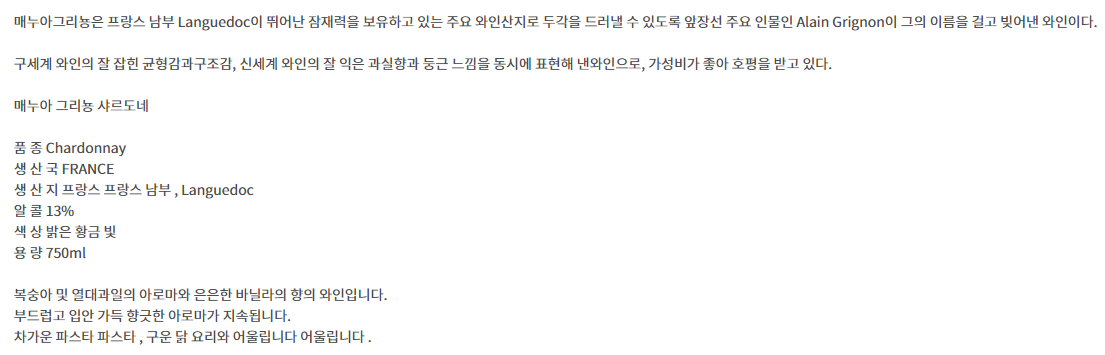 매누아그리뇽은 프랑스 남부 Languedoc이 뛰어난 잠재력을 보유하고 있는 주요 와인산지로 두각을 드러낼 수 있도록 앞장선 주요 인물인 Alain Grignon이 그의 이름을 걸고 빚어낸 와인이다.
구세계 와인의 잘 잡힌 균형감과구조감, 신세계 와인의 잘 익은 과실향과 둥근 느낌을 동시에 표현해 낸와인으로, 가성비가 좋아 호평을 받고 있다.
매누아 그리뇽 샤르도네
품 종 Chardonnay
생 산 국 FRANCE
생 산 지 프랑스 프랑스 남부 , Languedoc
알 콜 13%
색 상 밝은 황금 빛
용 량 750ml
복숭아 및 열대과일의 아로마와 은은한 바닐라의 향의 와인입니다.
부드럽고 입안 가득 향긋한 아로마가 지속됩니다.
차가운 파스타 파스타 , 구운 닭 요리와 어울립니다 어울립니다 .